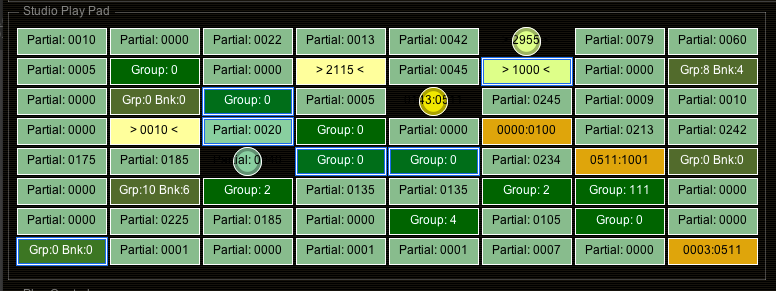 Studio Play Pad
Partial: 0010 Partial: 0000 Partial: 0022 Partial: 0013 Partial: 0042 2955 Partial: 0079 Partial: 0060
Partial: 0005 Group: 0 Partial: 0000 > 2115 < Partial: 0045 > 1000 < Partial: 0000 Grp:8 Bnk:4
Partial: 0000 Grp:0 Bnk:0 Group: 0 Partial: 0005 43:05 Partial: 0245 Partial: 0009 Partial: 0010
Partial: 0000 > 0010 < Partial: 0020 Group: 0 Partial: 0000 0000:0100 Partial: 0213 Partial: 0242
Partial: 0175 Partial: 0185 ial: 0 Group: 0 Group: 0 Partial: 0234 0511:1001 Grp:0 Bnk:0
Partial: 0000 Grp:10 Bnk:6 Group: 2 Partial: 0135 Partial: 0135 Group: 2 Group: 111 Partial: 0000
Partial: 0000 Partial: 0225 Partial: 0185 Partial: 0000 Group: 4 Partial: 0105 Group: 0 Partial: 0000
Grp:0 Bnk:0 Partial: 0001 Partial: 0000 Partial: 0001 Partial: 0001 Partial: 0007 Partial: 0000 0003:0511